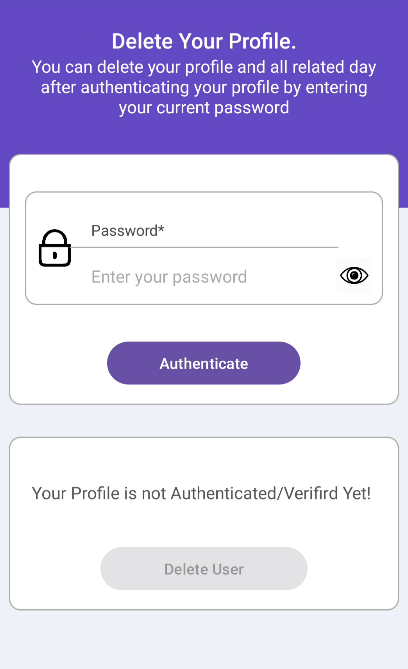 Delete Your Profile.
You can delete your profile and all related day
after authenticating your profile by entering
your current password
Password*
Enter your password
Authenticate
Your Profile is not Authenticated/Verifird Yet!
Delete User